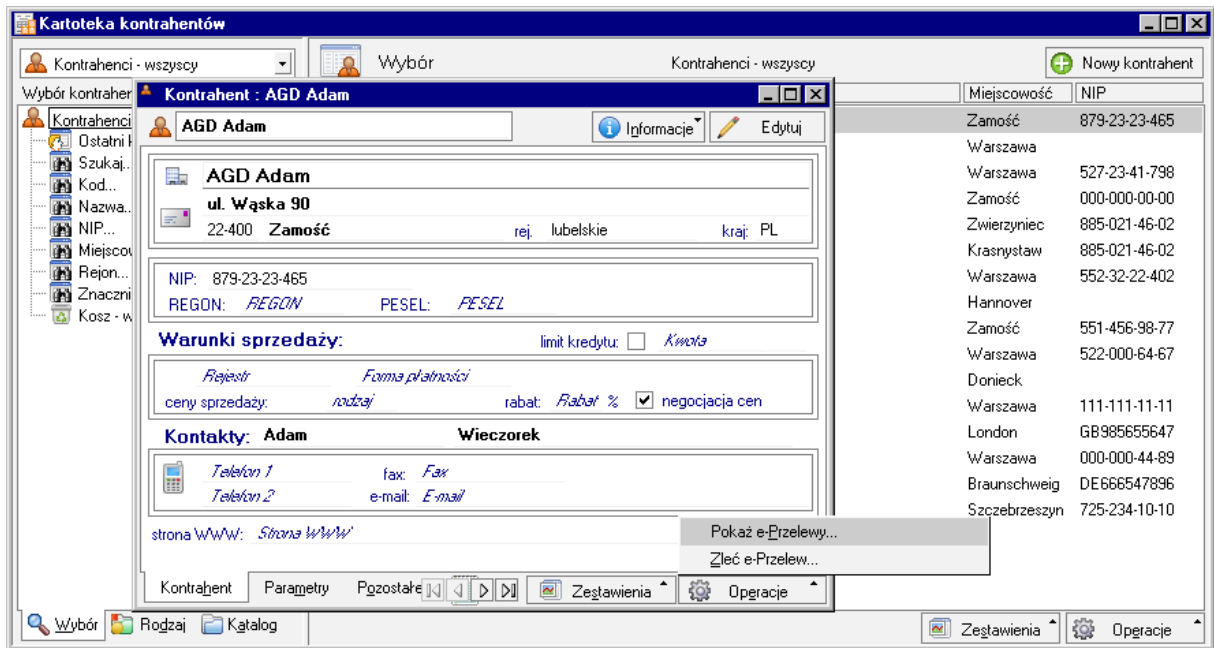 Kartoteka kontrahentów
Kontrahenci - wszyscy
Wybór
Kontrahenci - wszyscy
Nowy kontrahent
Wybór kontraher
Miejscowość NIP
Kontrahenci
Ostatni
Szukaj..
Kod...
Nazwa..
NIP...
Miejscow
Rejon...
Znaczni
Kosz - w
Kontrahent : AGD Adam
AGD Adam
Informacje
Edytuj
AGD Adam
ul. Wąska 90
22-400 Zamość rej. lubelskie kraj: PL
NIP: 879-23-23-465
REGON: REGON PESEL: PESEL
Warunki sprzedaży: limit kredytu: Kwota
Rejestr Forma płatności
ceny sprzedaży: rodzaj rabat: Rabat % negocjacja cen
Kontakty: Adam Wieczorek
Telefon 1 fax: Fax
Telefon 2 e-mail: E-mail
strona WWW: Strona WWW
Pokaż e-Przelewy...
Zleć e-Przelew...
Kontrahent Parametry Pozostałe Zestawienia Operacje
Zamość 879-23-23-465
Warszawa
Warszawa 527-23-41-798
Zamość 000-000-00-00
Zwierzyniec 885-021-46-02
Krasnystaw 885-021-46-02
Warszawa 552-32-22-402
Hannover
Zamość 551-456-98-77
Warszawa 522-000-64-67
Donieck
Warszawa 111-111-11-11
London GB985655647
Warszawa 000-000-44-89
Braunschweig DE666547896
Szczebrzeszyn 725-234-10-10
Wybór Rodzaj Katalog
Zestawienia Operacje